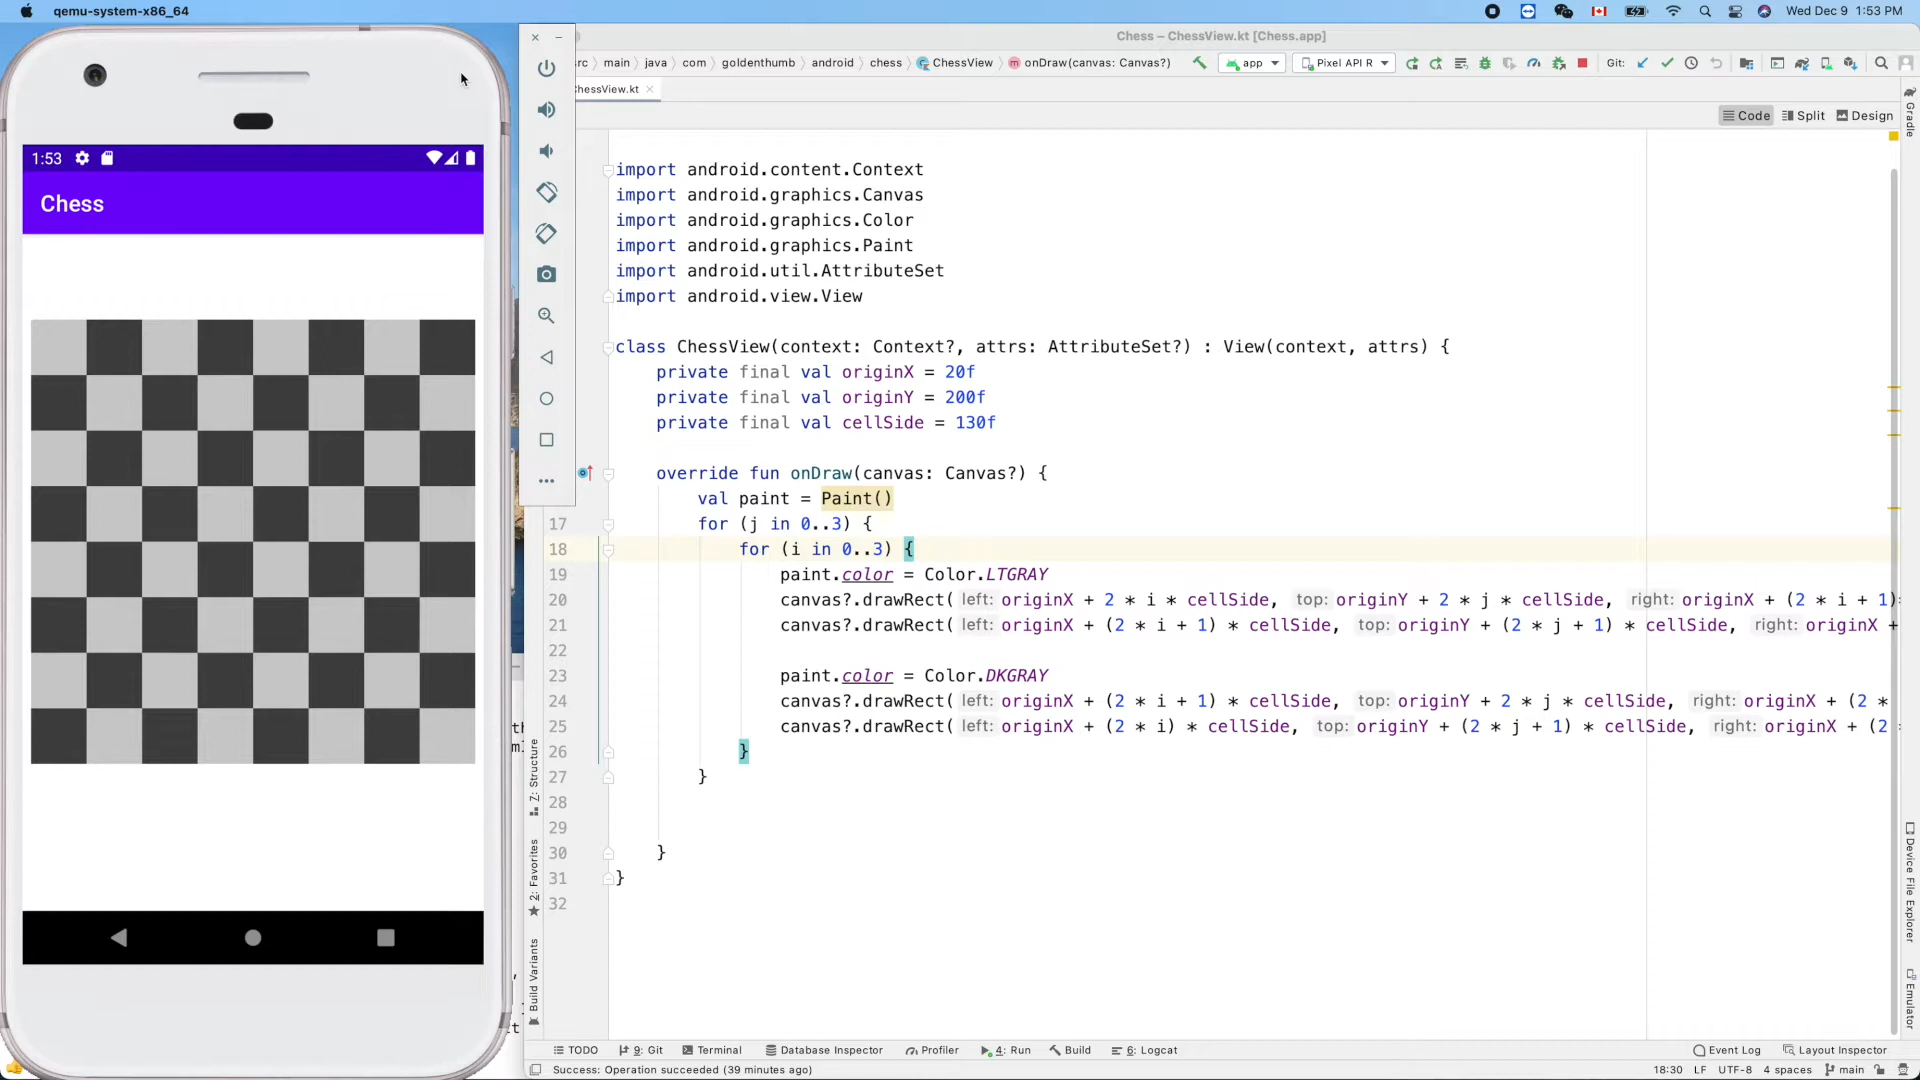 qemu-system-x86_64
Wed Dec 9 1:53 PM
Chess – ChessView.kt [Chess.app]
src main java com goldenthumb android chess ChessView onDraw(canvas: Canvas?) app Pixel API R Git:
ChessView.kt
Code Split Design
1:53
Chess
import android.content.Context
import android.graphics.Canvas
import android.graphics.Color
import android.graphics.Paint
import android.util.AttributeSet
import android.view.View
class ChessView(context: Context?, attrs: AttributeSet?) : View(context, attrs) {
private final val originX = 20f
private final val originY = 200f
private final val cellSide = 130f
override fun onDraw(canvas: Canvas?) {
val paint = Paint()
17 for (j in 0..3) {
18 for (i in 0..3) {
19 paint.color = Color.LTGRAY
20 canvas?.drawRect( left: originX + 2 * i * cellSide, top: originY + 2 * j * cellSide, right: originX + (2 * i + 1)
21 canvas?.drawRect( left: originX + (2 * i + 1) * cellSide, top: originY + (2 * j + 1) * cellSide, right: originX +
22
23 paint.color = Color.DKGRAY
24 canvas?.drawRect( left: originX + (2 * i + 1) * cellSide, top: originY + 2 * j * cellSide, right: originX + (2 *
25 canvas?.drawRect( left: originX + (2 * i) * cellSide, top: originY + (2 * j + 1) * cellSide, right: originX + (2
26 }
27 }
28
29
30 }
31 }
32
Gradle
Device File Explorer
Emulator
Z: Structure
2: Favorites
Build Variants
TODO 9: Git Terminal Database Inspector Profiler 4: Run Build 6: Logcat Event Log Layout Inspector
Success: Operation succeeded (39 minutes ago) 18:30 LF UTF-8 4 spaces main